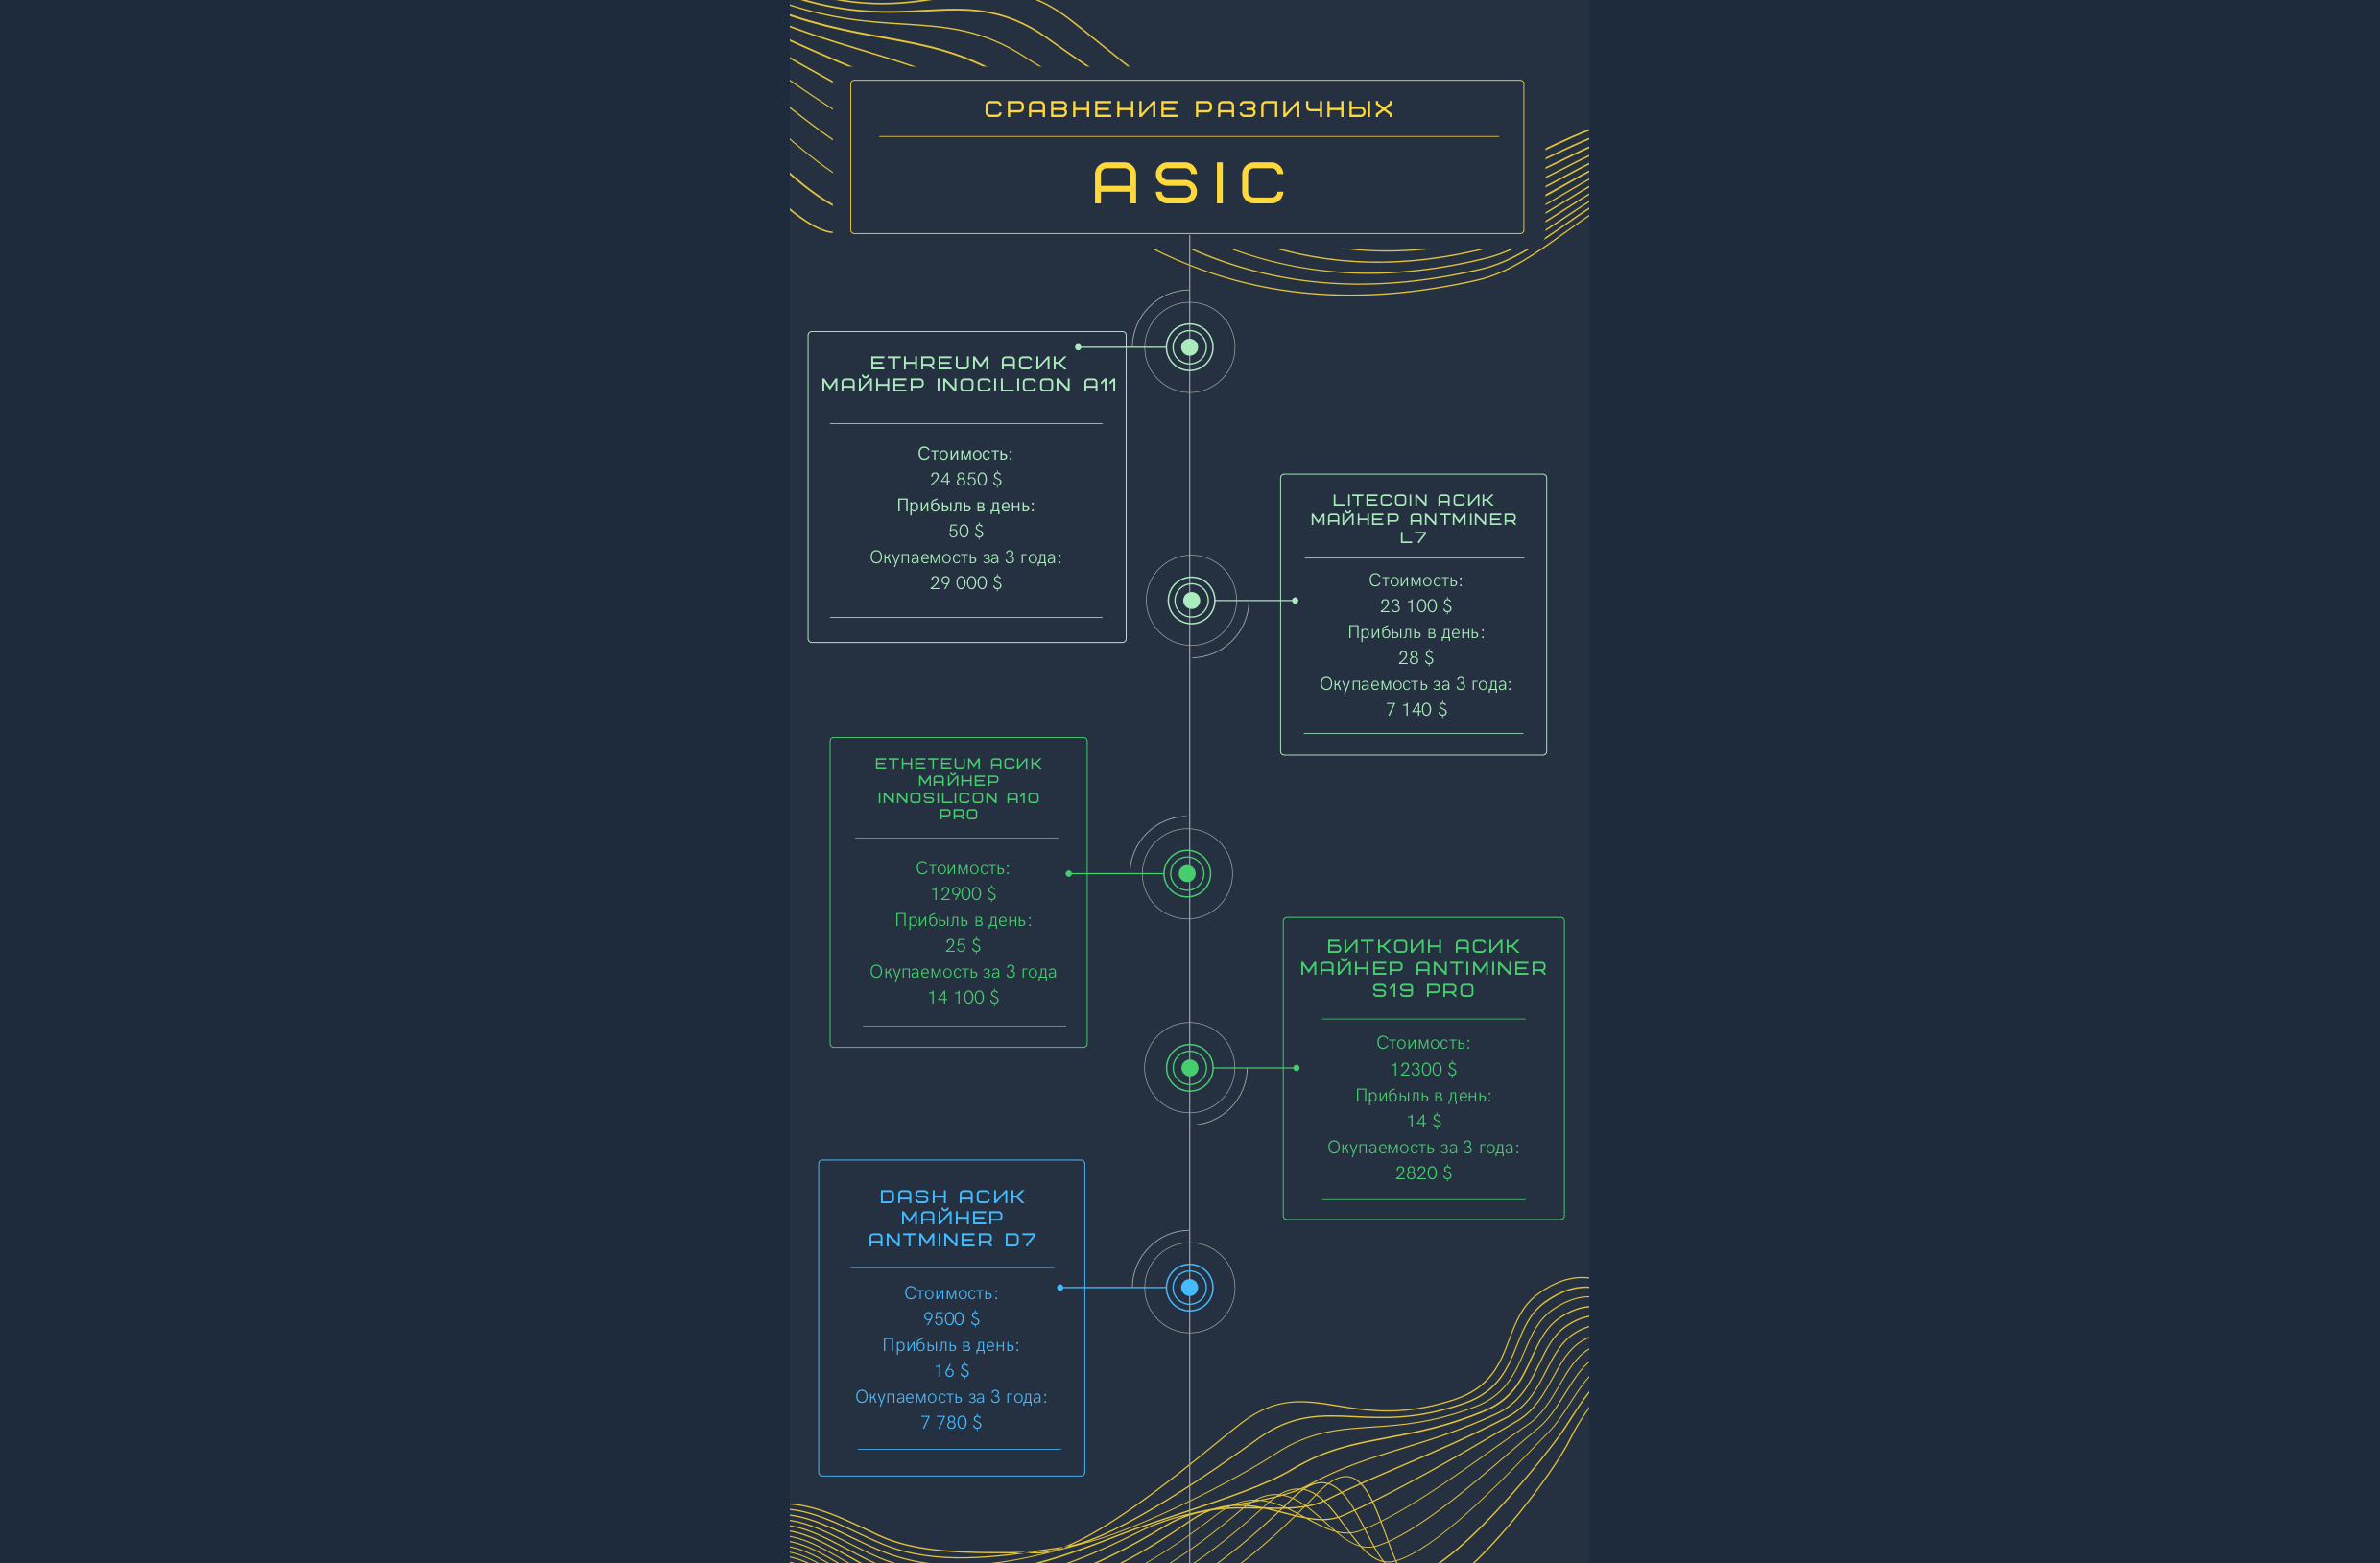 СРАВНЕНИЕ РАЗЛИЧНЫХ
ASIC
ETHREUM АСИК
МАЙНЕР INOCILICON A11
Стоимость:
24 850 $
Прибыль в день:
50 $
Окупаемость за 3 года:
29 000 $
LITECOIN АСИК
МАЙНЕР ANTMINER
L7
Стоимость:
23 100 $
Прибыль в день:
28 $
Окупаемость за 3 года:
7 140 $
ETHETEUM АСИК
МАЙНЕР
INNOSILICON A10
PRO
Стоимость:
12900 $
Прибыль в день:
25 $
Окупаемость за 3 года
14 100 $
БИТКОИН АСИК
МАЙНЕР ANTIMINER
S19 PRO
Стоимость:
12300 $
Прибыль в день:
14 $
Окупаемость за 3 года:
2820 $
DASH АСИК
МАЙНЕР
ANTMINER D7
Стоимость:
9500 $
Прибыль в день:
16 $
Окупаемость за 3 года:
7 780 $